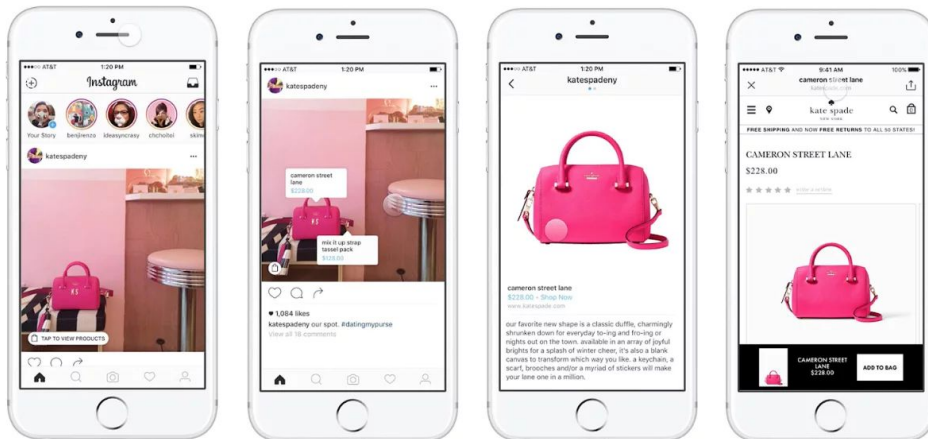 AT&T 1:20 PM
Instagram
Your Story benjirenzo ideasyncrasy chcholtei
katespadeny
TAP TO VIEW PRODUCTS
AT&T 1:20 PM
katespadeny
cameron street
lane
$228.00
mix it up strap
tassel pack
$128.00
1,084 likes
katespadeny our spot. #datingmypurse
View all 18 comments
AT&T 1:20 PM
katespadeny
cameron street lane
$228.00 - Shop Now
www.katespade.com
our favorite new shape is a classic duffle, charmingly
shrunken down for everyday to-ing and fro-ing or
nights out on the town. available in an array of joyful
brights for a splash of winter cheer, it's also a blank
canvas to transform which way you like. a keychain, a
scarf, brooches and/or a myriad of stickers will make
your lane one in a million.
AT&T 9:41 AM 100%
cameron street lane
katespade.com
kate spade
NEW YORK
FREE SHIPPING AND NOW FREE RETURNS TO ALL 50 STATES!
CAMERON STREET LANE
$228.00
CAMERON STREET
LANE
$228.00
ADD TO BAG